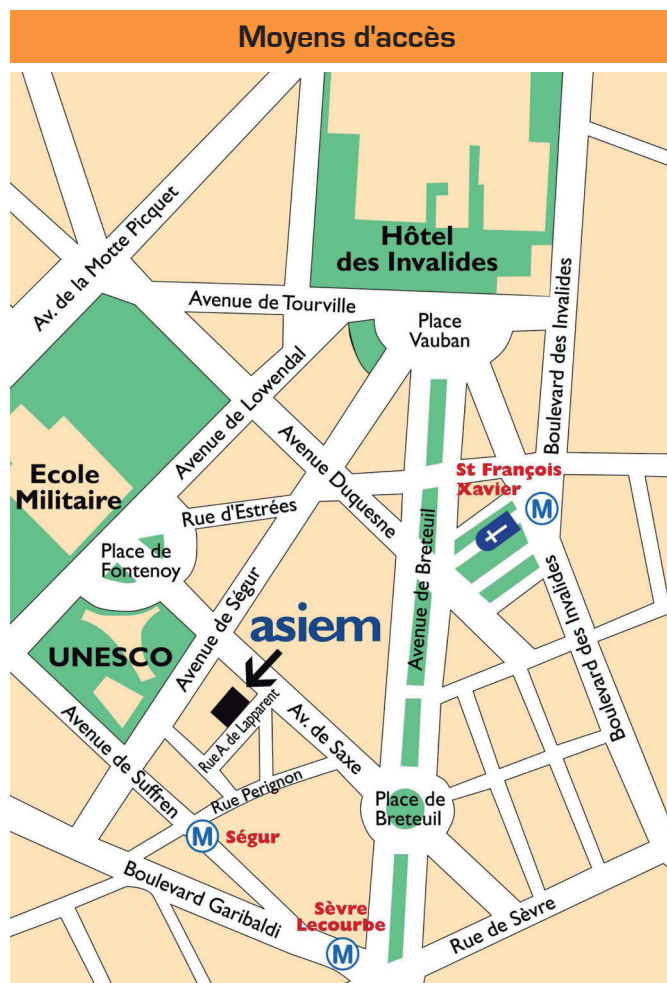 Moyens d'accès
Av. de la Motte Picquet
Hôtel
des Invalides
Avenue de Tourville
Place
Vauban
Boulevard des Invalides
Avenue de Lowendal
Avenue Duquesne
Ecole
Militaire
St François
Xavier
M
Rue d'Estrées
Place de
Fontenoy
Avenue de Ségur
Avenue de Breteuil
Boulevard des Invalides
asiem
UNESCO
Rue A. de Lapparent
Av. de Saxe
Avenue de Suffren
Rue Perignon
Place de
Breteuil
M
Ségur
Boulevard Garibaldi
Sèvre
Lecourbe
M
Rue de Sèvre